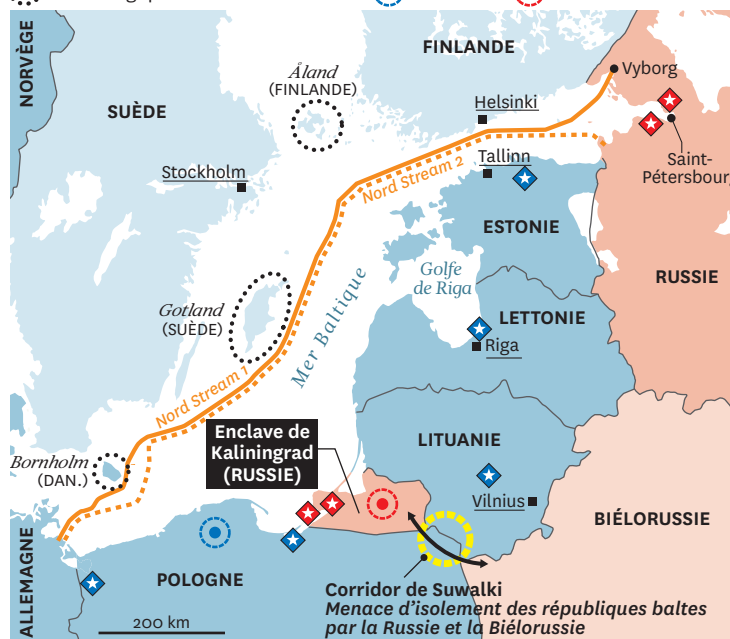 NORVÈGE
FINLANDE
Vyborg
Åland
(FINLANDE)
SUÈDE
Helsinki
Stockholm
Tallinn
Nord Stream 2
Saint-
Pétersbourg
ESTONIE
Golfe
de Riga
RUSSIE
Gotland
(SUÈDE)
Mer Baltique
LETTONIE
Riga
Nord Stream 1
Enclave de
Kaliningrad
(RUSSIE)
LITUANIE
Bornholm
(DAN.)
Vilnius
BIÉLORUSSIE
ALLEMAGNE
POLOGNE
Corridor de Suwalki
Menace d'isolement des républiques baltes
par la Russie et la Biélorussie
200 km